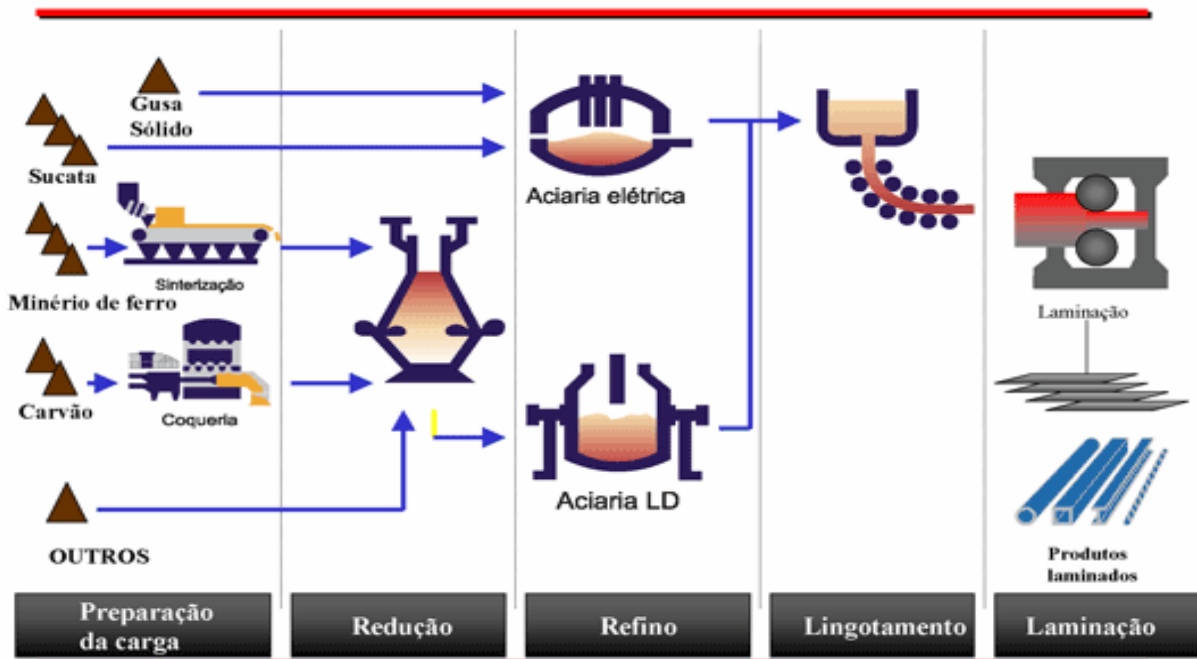 Gusa
Sólido
Sucata
Aciaria elétrica
Sinterização
Minério de ferro
Laminação
Carvão
Coqueria
Aciaria LD
OUTROS
Produtos
laminados
Preparação
da carga
Redução
Refino
Lingotamento
Laminação